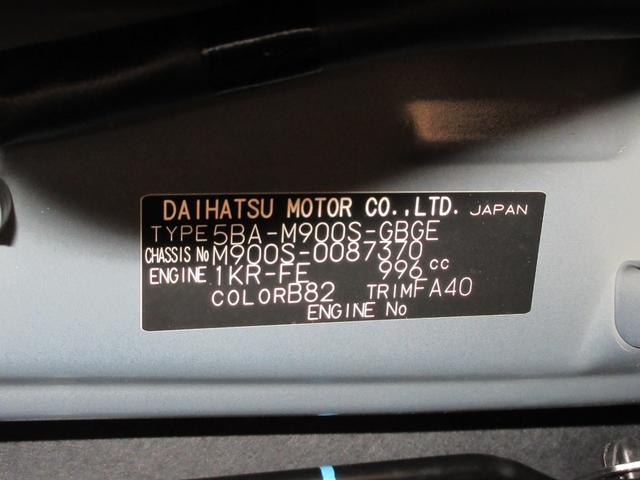 DAIHATSU MOTOR CO.,LTD. JAPAN
TYPE 5BA-M900S-GBGE
CHASSIS No M900S-0087370
ENGINE 1KR-FE 996 cc
COLOR B82 TRIM FA40
ENGINE No